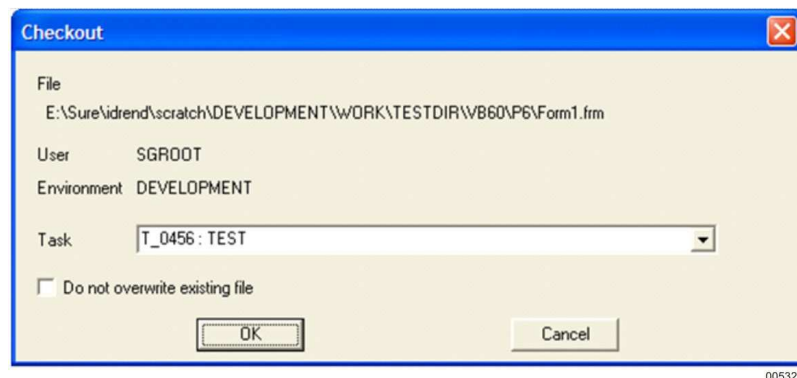 Checkout
File
E:\Sure\idrend\scratch\DEVELOPMENT\WORK\TESTDIR\VB60\P6\Form1.frm
User SGROOT
Environment DEVELOPMENT
Task T_0456 : TEST
Do not overwrite existing file
OK Cancel
00532